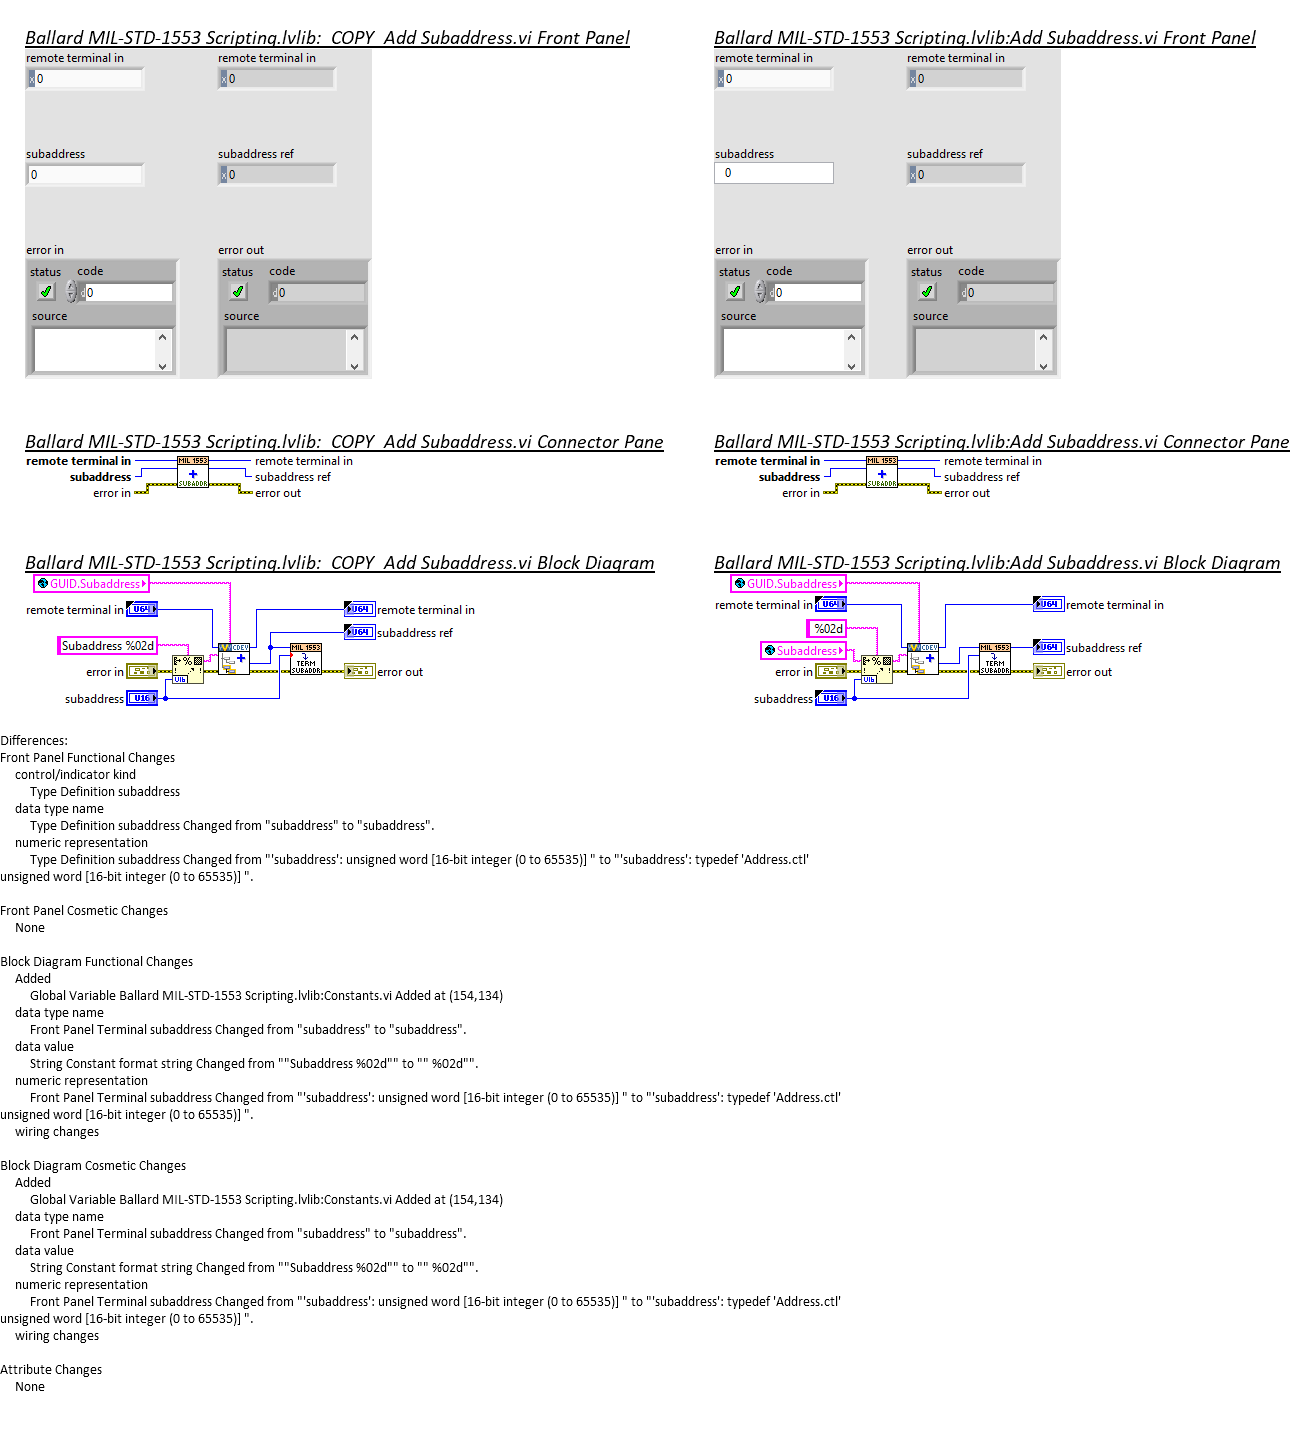 Ballard MIL-STD-1553 Scripting.lvlib:_COPY_Add Subaddress.vi Front Panel
remote terminal in
remote terminal in
x 0
x 0
subaddress
subaddress ref
0
x 0
error in
error out
status
code
status
code
d 0
d 0
source
source
Ballard MIL-STD-1553 Scripting.lvlib:Add Subaddress.vi Front Panel
remote terminal in
remote terminal in
x 0
x 0
subaddress
subaddress ref
0
x 0
error in
error out
status
code
status
code
d 0
d 0
source
source
Ballard MIL-STD-1553 Scripting.lvlib:_COPY_Add Subaddress.vi Connector Pane
remote terminal in
MIL 1553
remote terminal in
subaddress
+
subaddress ref
error in
SUBADDR
error out
Ballard MIL-STD-1553 Scripting.lvlib:Add Subaddress.vi Connector Pane
remote terminal in
MIL 1553
remote terminal in
subaddress
+
subaddress ref
error in
SUBADDR
error out
Ballard MIL-STD-1553 Scripting.lvlib:_COPY_Add Subaddress.vi Block Diagram
GUID.Subaddress
remote terminal in
U64
U64
remote terminal in
U64
subaddress ref
Subaddress %02d
CDEV
MIL 1553
TERM
SUBADDR
error in
%
U16
error out
subaddress
U16
Ballard MIL-STD-1553 Scripting.lvlib:Add Subaddress.vi Block Diagram
GUID.Subaddress
remote terminal in
U64
U64
remote terminal in
%02d
Subaddress
CDEV
MIL 1553
TERM
SUBADDR
U64
subaddress ref
error in
%
U16
error out
subaddress
U16
Differences:
Front Panel Functional Changes
control/indicator kind
Type Definition subaddress
data type name
Type Definition subaddress Changed from "subaddress" to "subaddress".
numeric representation
Type Definition subaddress Changed from "'subaddress': unsigned word [16-bit integer (0 to 65535)] " to "'subaddress': typedef 'Address.ctl'
unsigned word [16-bit integer (0 to 65535)] ".
Front Panel Cosmetic Changes
None
Block Diagram Functional Changes
Added
Global Variable Ballard MIL-STD-1553 Scripting.lvlib:Constants.vi Added at (154,134)
data type name
Front Panel Terminal subaddress Changed from "subaddress" to "subaddress".
data value
String Constant format string Changed from ""Subaddress %02d"" to "" %02d"".
numeric representation
Front Panel Terminal subaddress Changed from "'subaddress': unsigned word [16-bit integer (0 to 65535)] " to "'subaddress': typedef 'Address.ctl'
unsigned word [16-bit integer (0 to 65535)] ".
wiring changes
Block Diagram Cosmetic Changes
Added
Global Variable Ballard MIL-STD-1553 Scripting.lvlib:Constants.vi Added at (154,134)
data type name
Front Panel Terminal subaddress Changed from "subaddress" to "subaddress".
data value
String Constant format string Changed from ""Subaddress %02d"" to "" %02d"".
numeric representation
Front Panel Terminal subaddress Changed from "'subaddress': unsigned word [16-bit integer (0 to 65535)] " to "'subaddress': typedef 'Address.ctl'
unsigned word [16-bit integer (0 to 65535)] ".
wiring changes
Attribute Changes
None